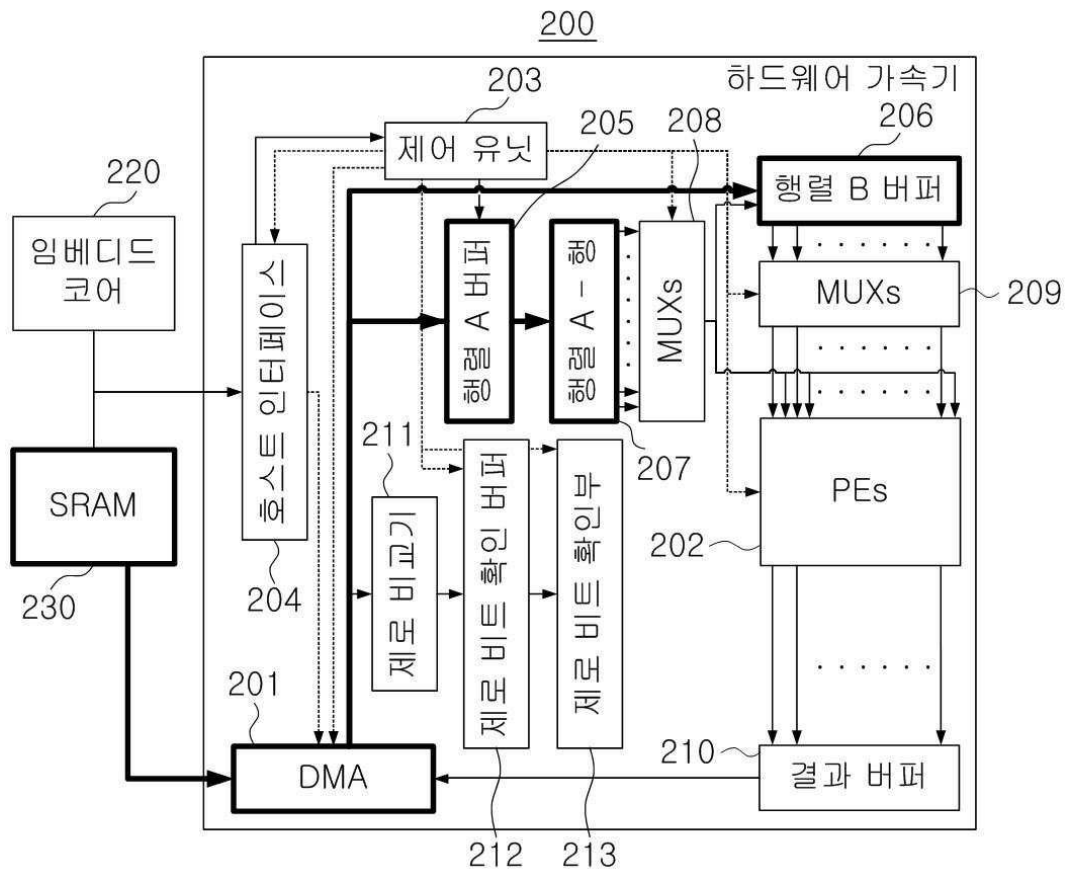 200
하드웨어 가속기
203
제어 유닛
205
208
206
행렬 B 버퍼
220
임베디드
코어
호스트 인터페이스
행렬 A 버퍼
행렬 A - 행
MUXs
MUXs
209
211
207
SRAM
230
204
제로 비교기
제로 비트 확인 버퍼
제로 비트 확인부
PEs
202
201
DMA
210
결과 버퍼
212
213